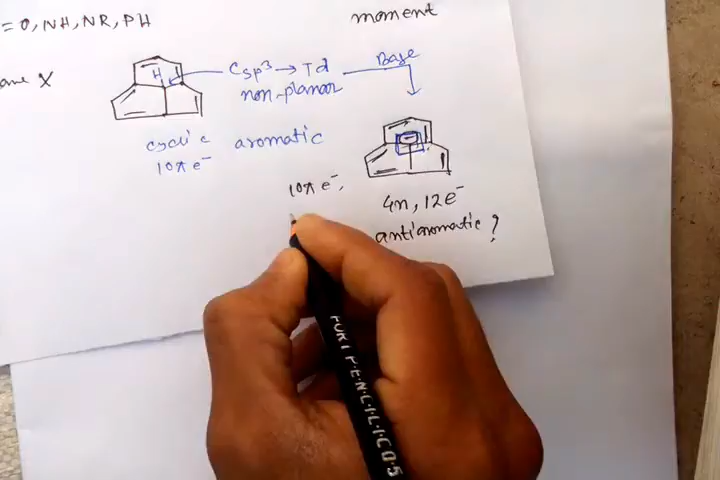 = O, NH, NR, PH
moment
ane X
H
Csp³ → Td
non-planar
Base
cyclic aromatic
10π e⁻
10π e⁻,
4n, 12e⁻
antiaromatic ?